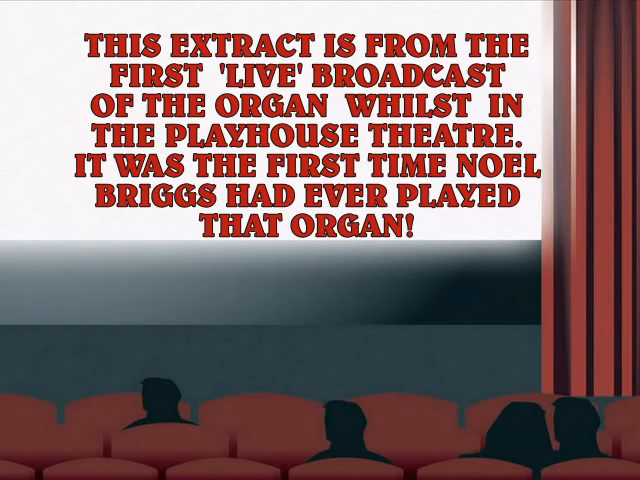 THIS EXTRACT IS FROM THE
FIRST 'LIVE' BROADCAST
OF THE ORGAN WHILST IN
THE PLAYHOUSE THEATRE.
IT WAS THE FIRST TIME NOEL
BRIGGS HAD EVER PLAYED
THAT ORGAN!